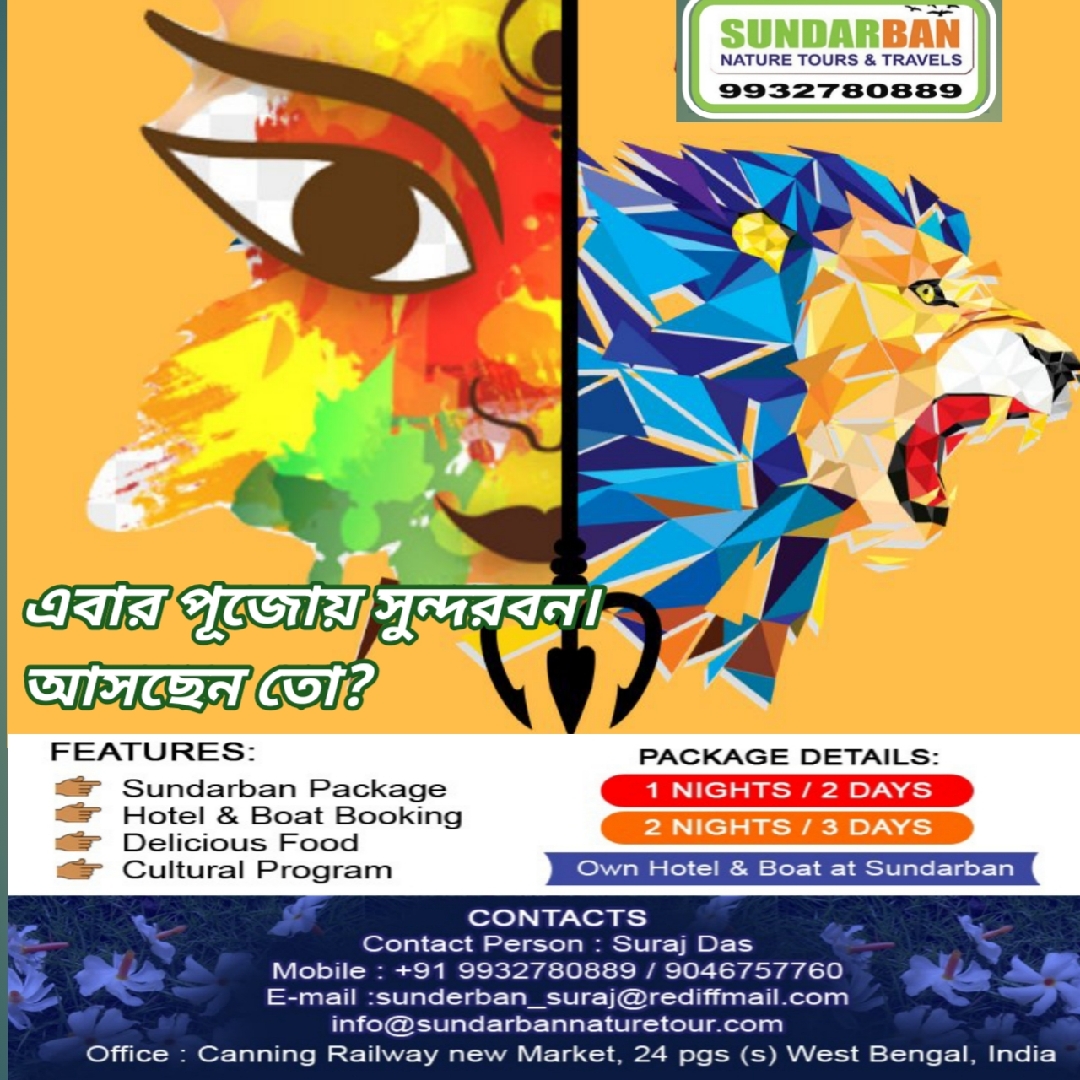 SUNDARBAN
NATURE TOURS & TRAVELS
9932780889
এবার পূজোয় সুন্দরবন।
আসছেন তো?
FEATURES:
Sundarban Package
Hotel & Boat Booking
Delicious Food
Cultural Program
PACKAGE DETAILS:
1 NIGHTS / 2 DAYS
2 NIGHTS / 3 DAYS
Own Hotel & Boat at Sundarban
CONTACTS
Contact Person : Suraj Das
Mobile : +91 9932780889 / 9046757760
E-mail :sunderban_suraj@rediffmail.com
info@sundarbannaturetour.com
Office : Canning Railway new Market, 24 pgs (s) West Bengal, India